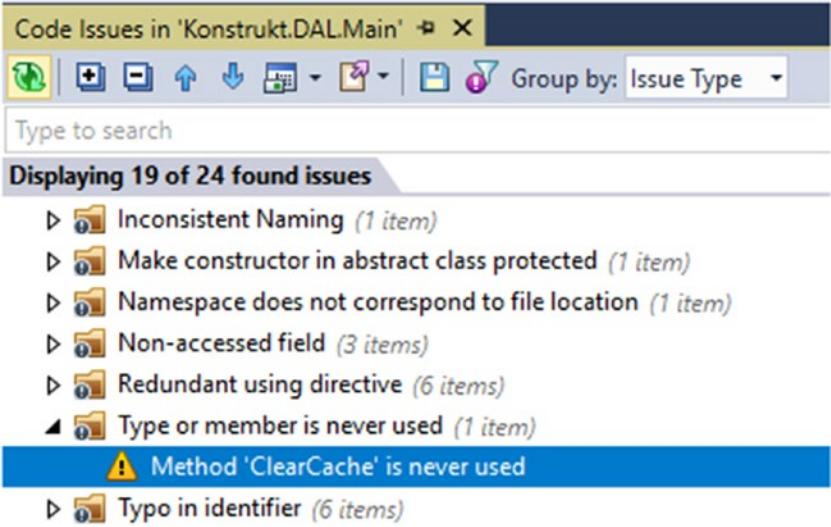 Code Issues in 'Konstrukt.DAL.Main'
Group by: Issue Type
Type to search
Displaying 19 of 24 found issues
Inconsistent Naming (1 item)
Make constructor in abstract class protected (1 item)
Namespace does not correspond to file location (1 item)
Non-accessed field (3 items)
Redundant using directive (6 items)
Type or member is never used (1 item)
Method 'ClearCache' is never used
Typo in identifier (6 items)